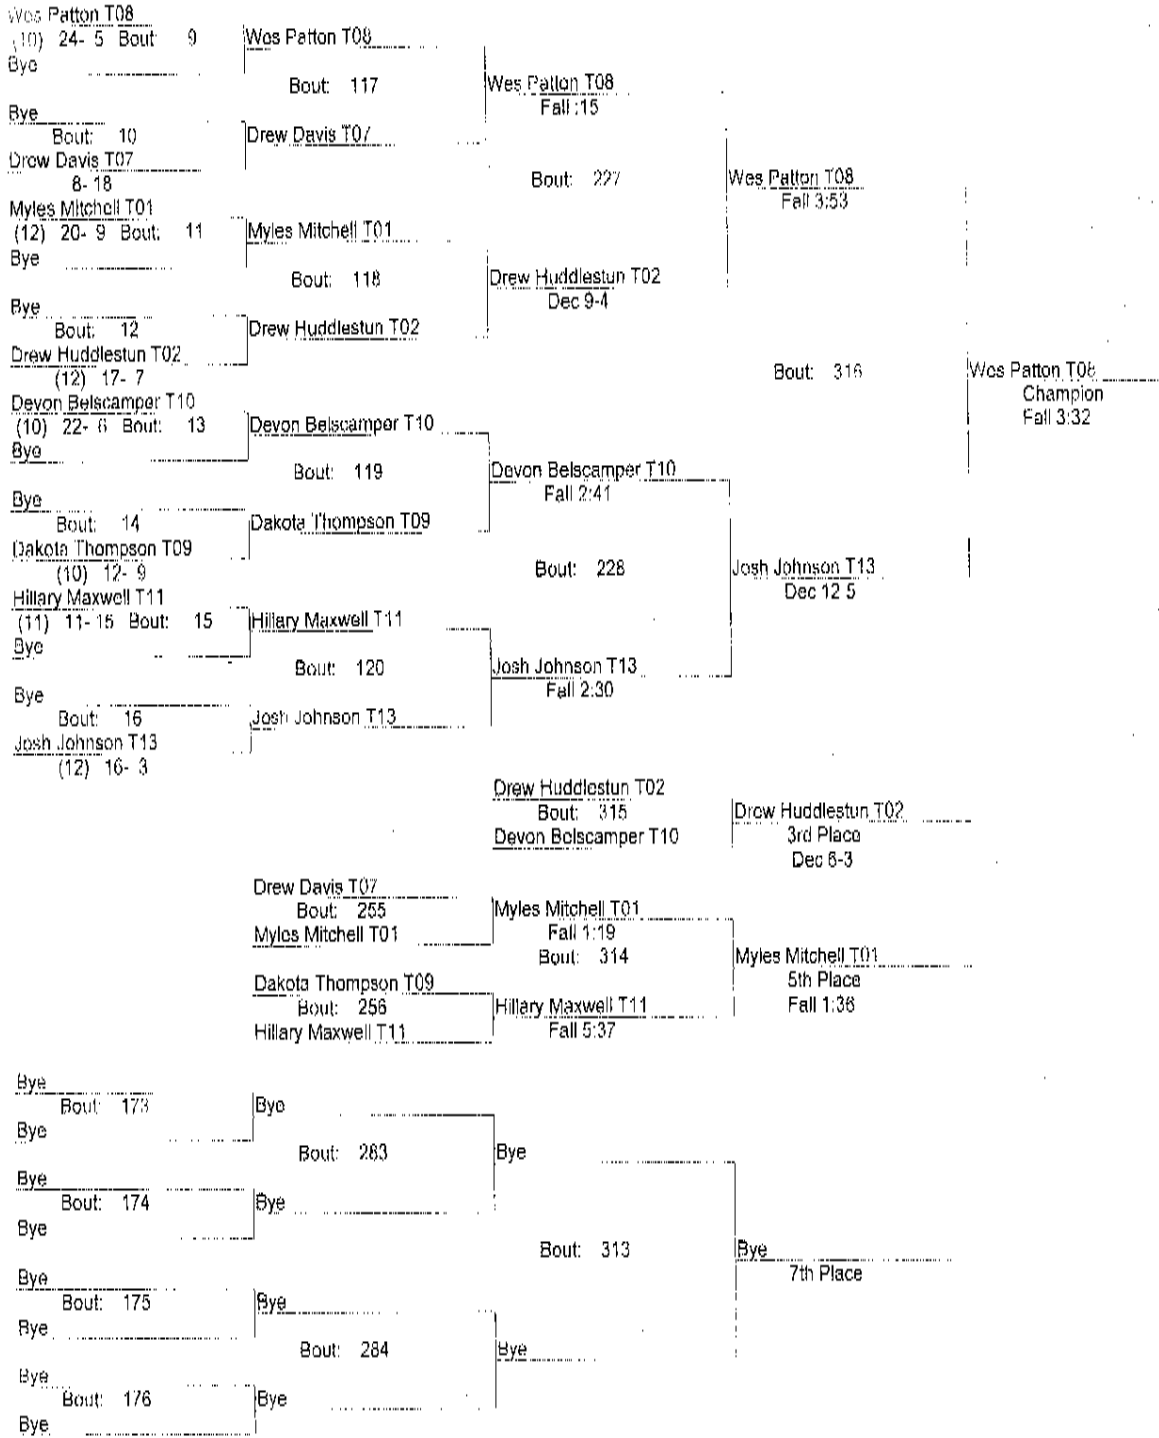 Wes Patton T08
(10) 24- 5 Bout: 9
Bye
Wes Patton T08
Bout: 117
Wes Patton T08
Fall :15
Bye
Bout: 10
Drew Davis T07
8- 18
Drew Davis T07
Bout: 227
Wes Patton T08
Fall 3:53
Myles Mitchell T01
(12) 20- 9 Bout: 11
Bye
Myles Mitchell T01
Bout: 118
Drew Huddlestun T02
Dec 9-4
Bye
Bout: 12
Drew Huddlestun T02
(12) 17- 7
Drew Huddlestun T02
Bout: 316
Wes Patton T08
Champion
Fall 3:32
Devon Belscamper T10
(10) 22- 6 Bout: 13
Bye
Devon Belscamper T10
Bout: 119
Devon Belscamper T10
Fall 2:41
Bye
Bout: 14
Dakota Thompson T09
(10) 12- 9
Dakota Thompson T09
Bout: 228
Josh Johnson T13
Dec 12 5
Hillary Maxwell T11
(11) 11- 15 Bout: 15
Bye
Hillary Maxwell T11
Bout: 120
Josh Johnson T13
Fall 2:30
Bye
Bout: 16
Josh Johnson T13
(12) 16- 3
Josh Johnson T13
Drew Huddlestun T02
Bout: 315
Devon Belscamper T10
Drew Huddlestun T02
3rd Place
Dec 6-3
Drew Davis T07
Bout: 255
Myles Mitchell T01
Myles Mitchell T01
Fall 1:19
Bout: 314
Myles Mitchell T01
5th Place
Fall 1:36
Dakota Thompson T09
Bout: 256
Hillary Maxwell T11
Hillary Maxwell T11
Fall 5:37
Bye
Bout: 173
Bye
Bye
Bout: 283
Bye
Bye
Bout: 174
Bye
Bye
Bout: 313
Bye
7th Place
Bye
Bout: 175
Bye
Bye
Bout: 284
Bye
Bye
Bout: 176
Bye
Bye